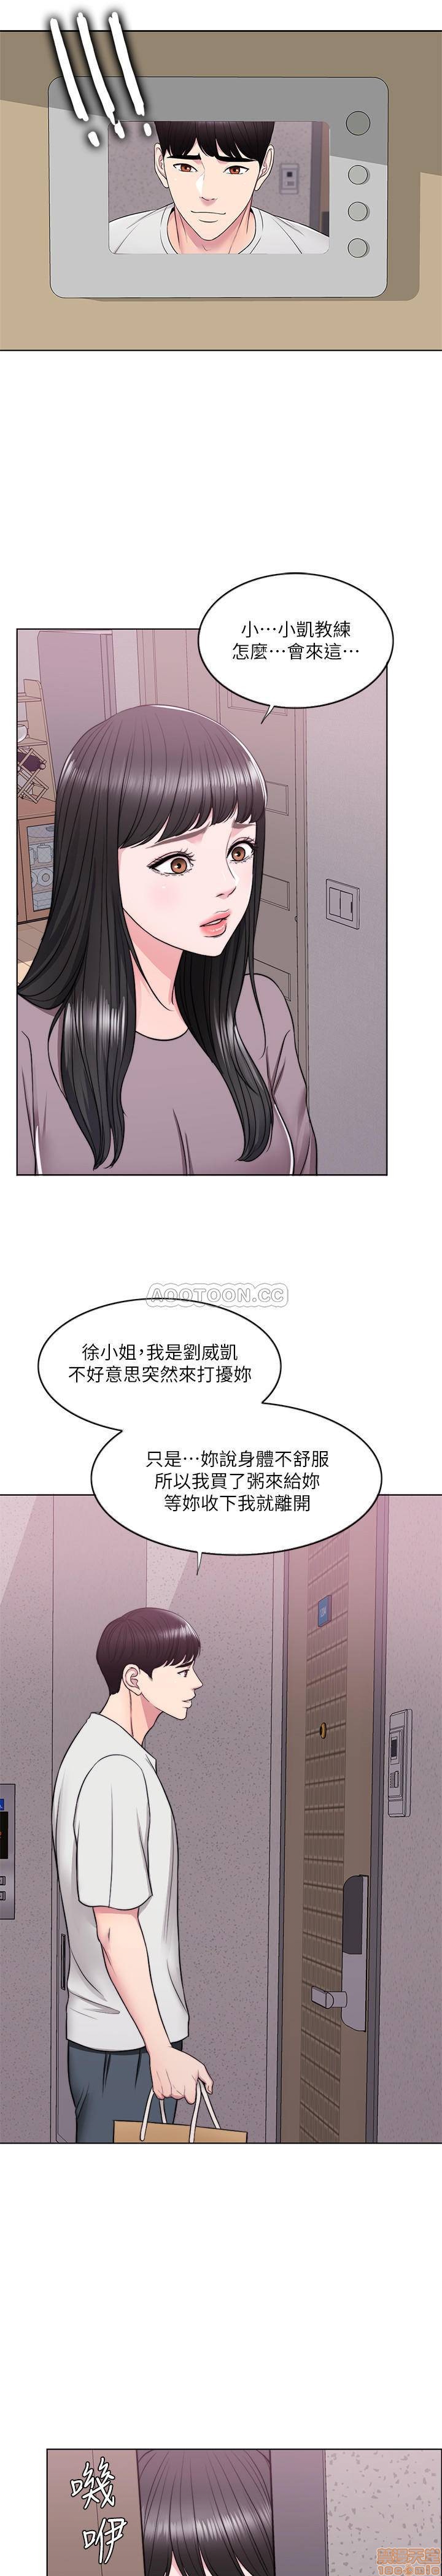 小⋯小凱教練
怎麼⋯會來這⋯
AOOTOON.CC
徐小姐，我是劉威凱
不好意思突然來打擾妳
只是⋯妳說身體不舒服
所以我買了粥來給妳
等妳收下我就離開
嘰
咿
100COMIC